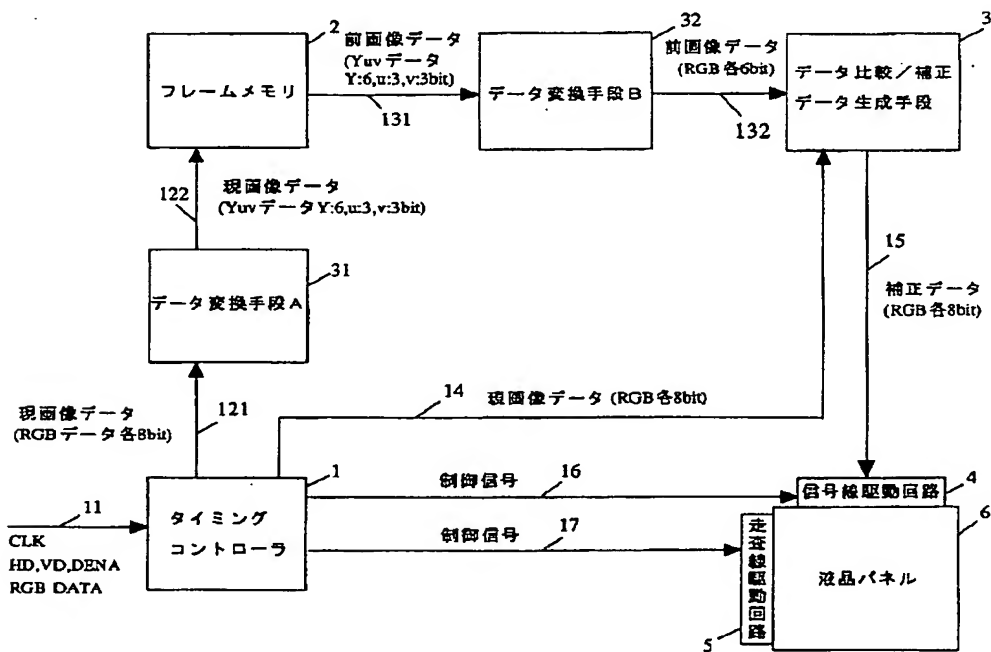 2
フレームメモリ
前画像データ
(Yuvデータ
Y:6,u:3,v:3bit)
131
32
データ変換手段B
前画像データ
(RGB各6bit)
132
3
データ比較／補正
データ生成手段
122
現画像データ
(YuvデータY:6,u:3,v:3bit)
31
データ変換手段A
15
補正データ
(RGB各8bit)
現画像データ
(RGBデータ各8bit)
121
14
現画像データ(RGB各8bit)
11
CLK
HD,VD,DENA
RGB DATA
1
タイミング
コントローラ
制御信号
16
制御信号
17
信号線駆動回路
4
走査線駆動回路
5
液晶パネル
6